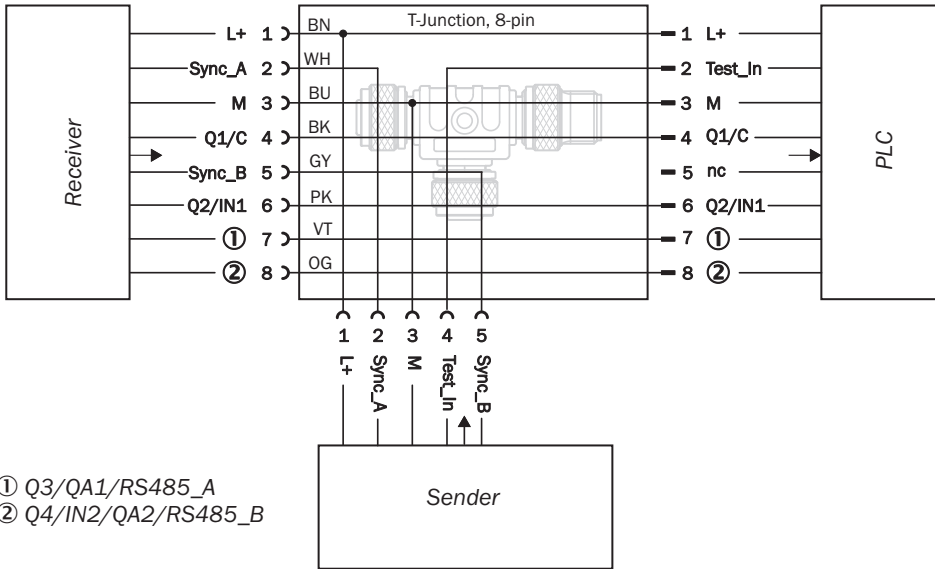 T-Junction, 8-pin
Receiver
L+ 1 BN
Sync_A 2 WH
M 3 BU
Q1/C 4 BK
Sync_B 5 GY
Q2/IN1 6 PK
① 7 VT
② 8 OG
1 L+
2 Test_In
3 M
4 Q1/C
5 nc
6 Q2/IN1
7 ①
8 ②
PLC
1 L+
2 Sync_A
3 M
4 Test_In
5 Sync_B
Sender
① Q3/QA1/RS485_A
② Q4/IN2/QA2/RS485_B